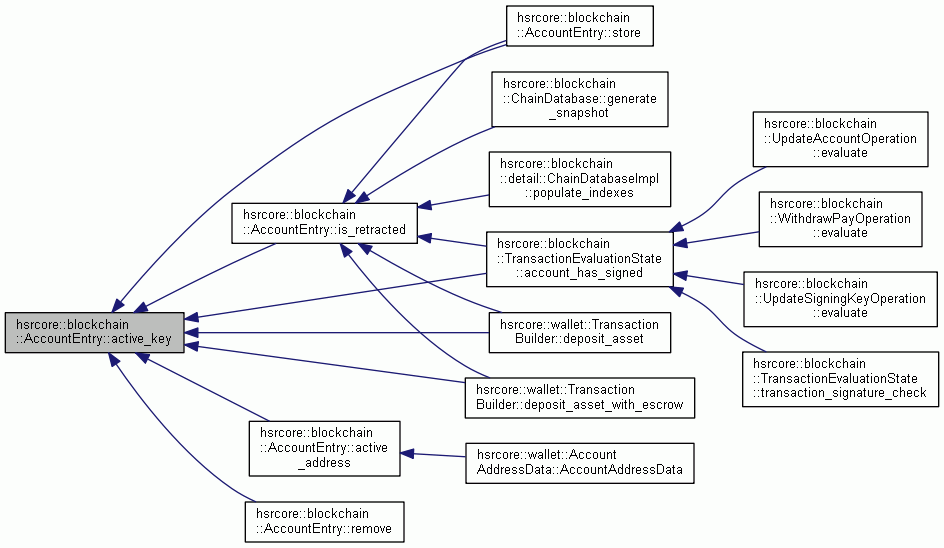 hsrcore::blockchain
::AccountEntry::store
hsrcore::blockchain
::ChainDatabase::generate
_snapshot
hsrcore::blockchain
::UpdateAccountOperation
::evaluate
hsrcore::blockchain
::detail::ChainDatabaseImpl
::populate_indexes
hsrcore::blockchain
::WithdrawPayOperation
::evaluate
hsrcore::blockchain
::AccountEntry::is_retracted
hsrcore::blockchain
::TransactionEvaluationState
::account_has_signed
hsrcore::blockchain
::UpdateSigningKeyOperation
::evaluate
hsrcore::blockchain
::AccountEntry::active_key
hsrcore::wallet::Transaction
Builder::deposit_asset
hsrcore::blockchain
::TransactionEvaluationState
::transaction_signature_check
hsrcore::wallet::Transaction
Builder::deposit_asset_with_escrow
hsrcore::blockchain
::AccountEntry::active
_address
hsrcore::wallet::Account
AddressData::AccountAddressData
hsrcore::blockchain
::AccountEntry::remove